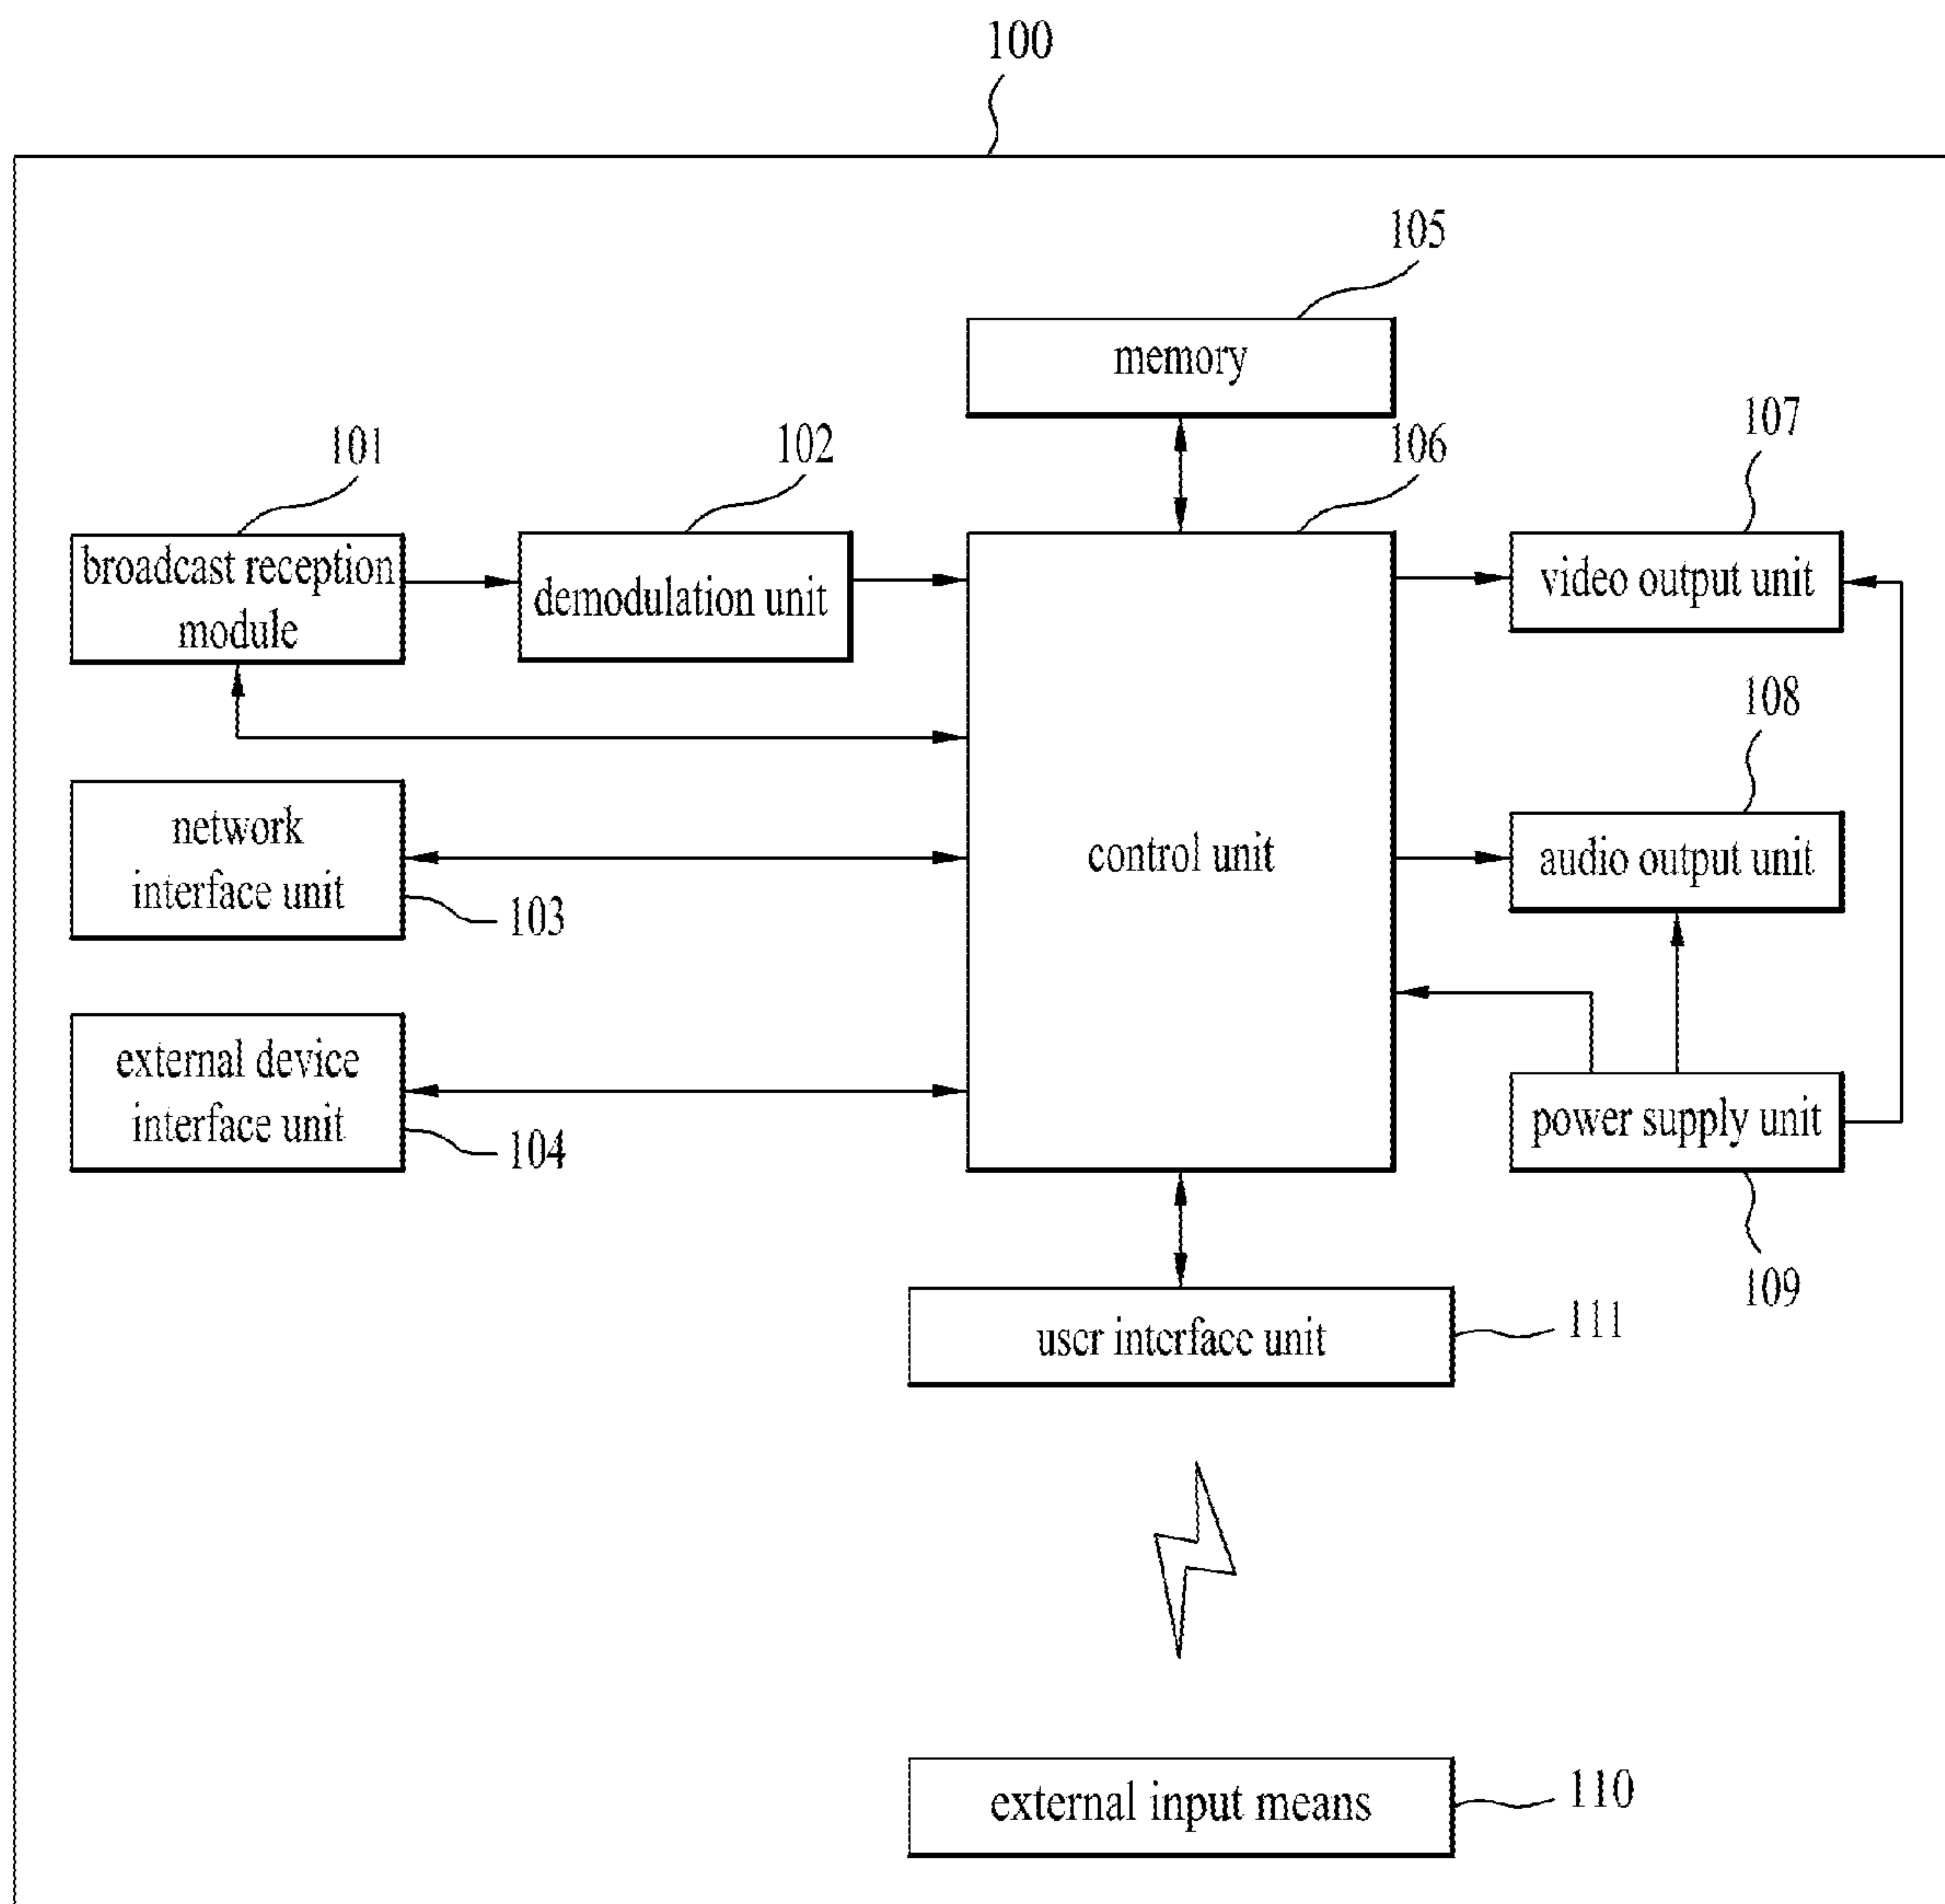 100
105
memory
101
102
106
107
broadcast reception
module
demodulation unit
video output unit
108
network
interface unit
103
control unit
audio output unit
external device
interface unit
104
power supply unit
109
user interface unit
111
external input means
110